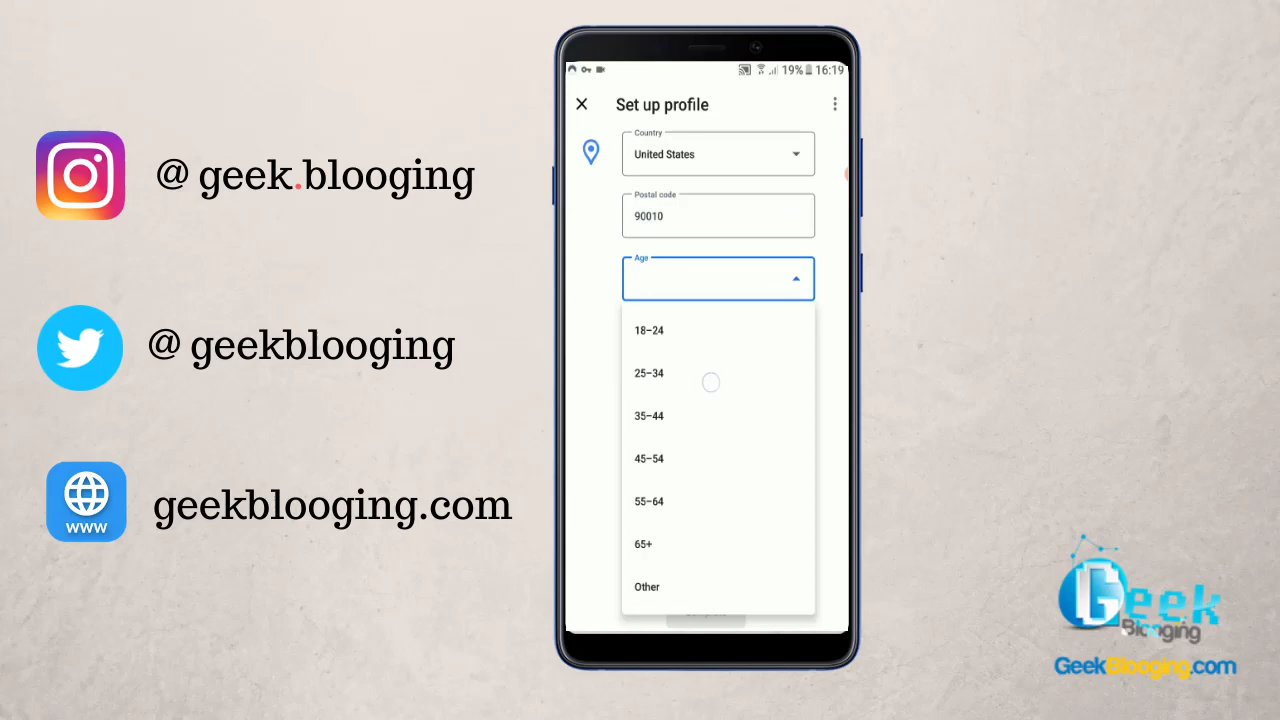 @ geek.blooging
@ geekblooging
WWW
geekblooging.com
19% 16:19
Set up profile
Country
United States
Postal code
90010
Age
18–24
25–34
35–44
45–54
55–64
65+
Other
Geek
Blooging
GeekBlooging.com